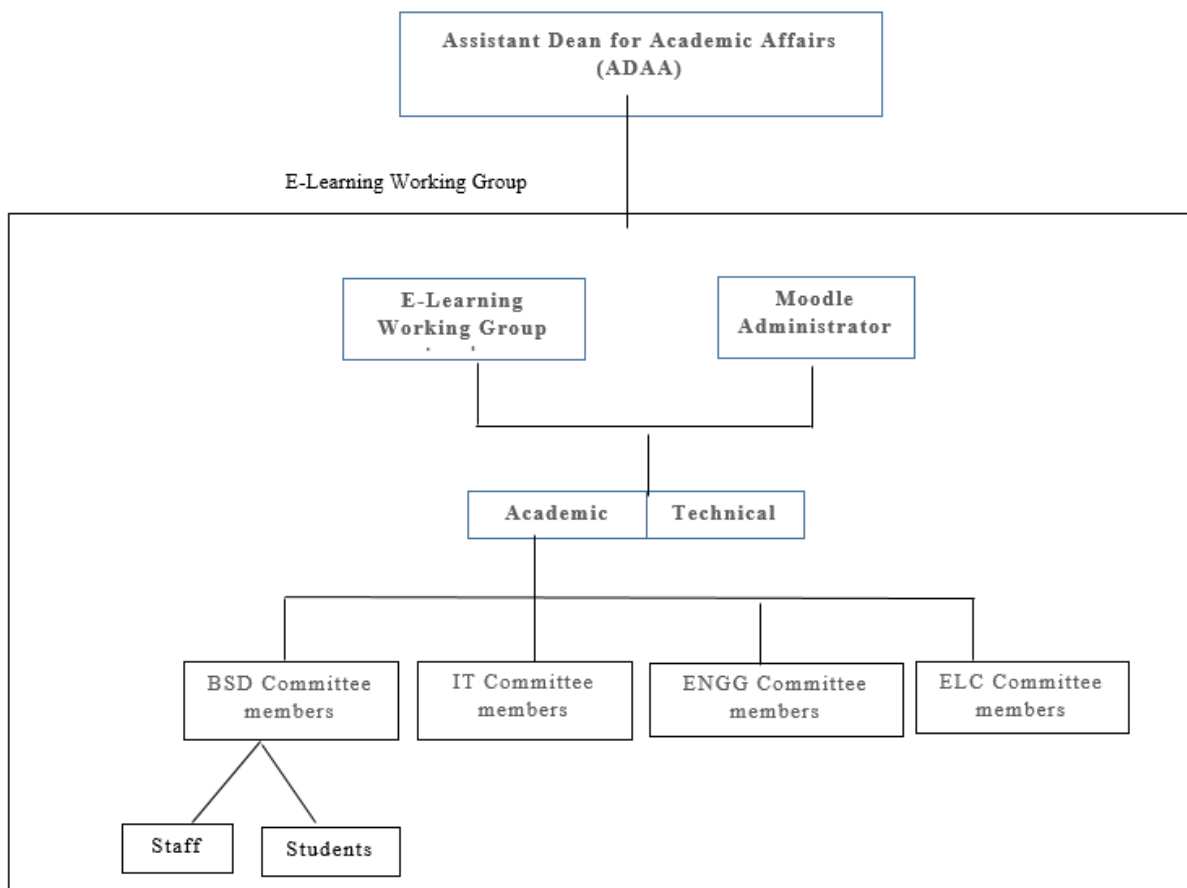 Assistant Dean for Academic Affairs
(ADAA)
E-Learning Working Group
E-Learning
Working Group
Moodle
Administrator
Academic
Technical
BSD Committee
members
IT Committee
members
ENGG Committee
members
ELC Committee
members
Staff
Students